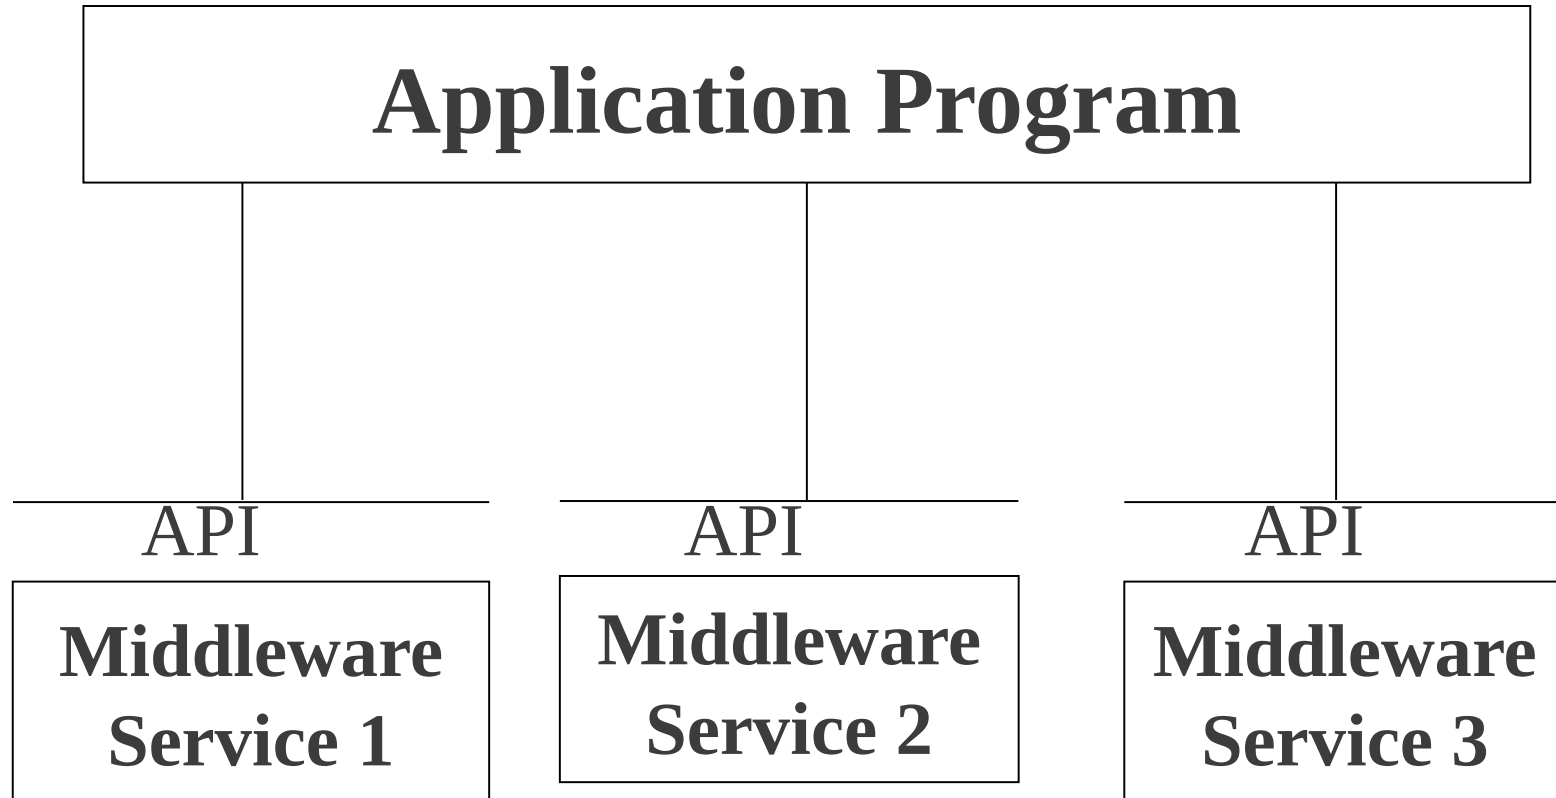 Application Program
API
API
API
Middleware
Service 1
Middleware
Service 2
Middleware
Service 3